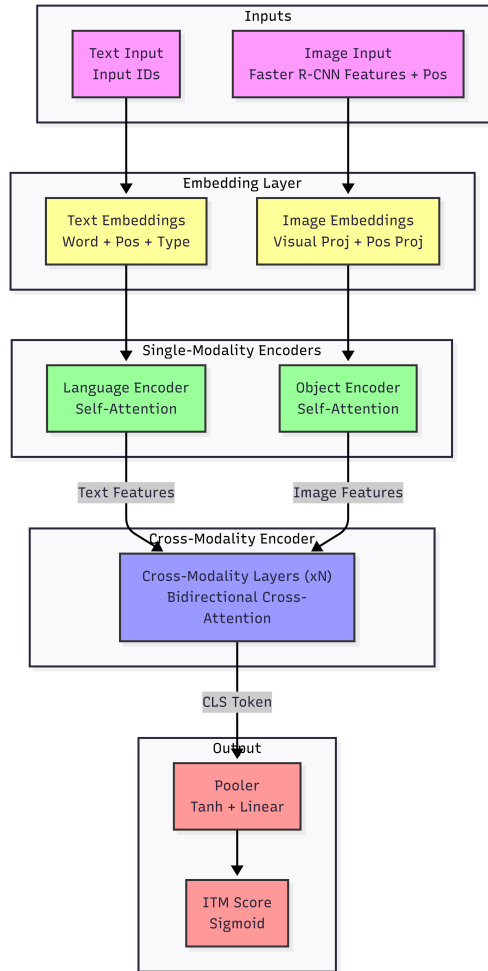 Inputs
Text Input
Input IDs
Image Input
Faster R-CNN Features + Pos
Embedding Layer
Text Embeddings
Word + Pos + Type
Image Embeddings
Visual Proj + Pos Proj
Single-Modality Encoders
Language Encoder
Self-Attention
Object Encoder
Self-Attention
Text Features
Image Features
Cross-Modality Encoder
Cross-Modality Layers (xN)
Bidirectional Cross-
Attention
CLS Token
Output
Pooler
Tanh + Linear
ITM Score
Sigmoid